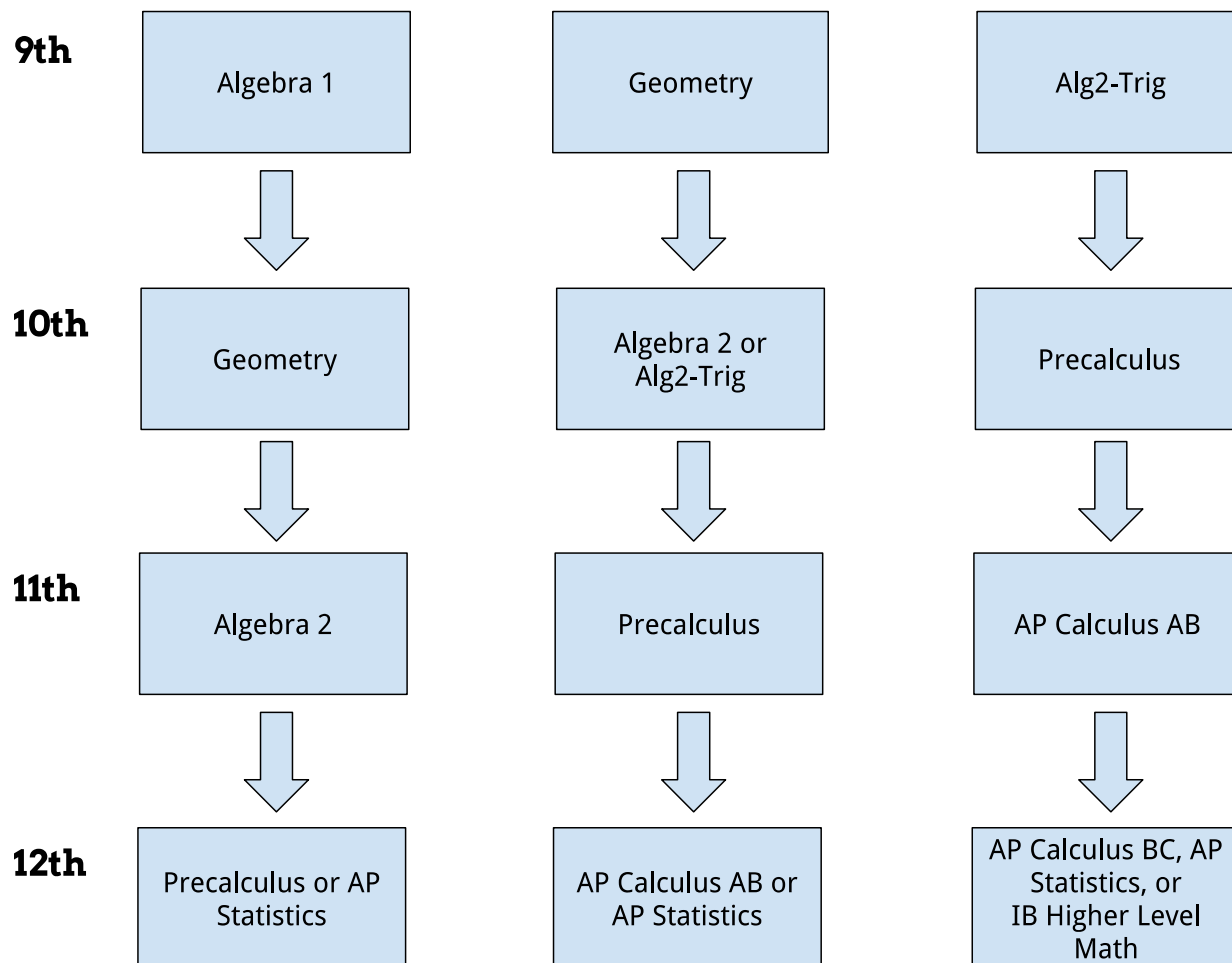 9th
Algebra 1
Geometry
Alg2-Trig
10th
Geometry
Algebra 2 or
Alg2-Trig
Precalculus
11th
Algebra 2
Precalculus
AP Calculus AB
12th
Precalculus or AP
Statistics
AP Calculus AB or
AP Statistics
AP Calculus BC, AP
Statistics, or
IB Higher Level
Math